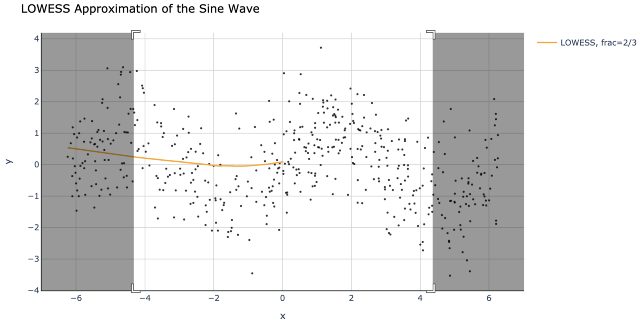 LOWESS Approximation of the Sine Wave
LOWESS, frac=2/3
4
3
2
1
0
−1
−2
−3
−4
y
−6 −4 −2 0 2 4 6
x